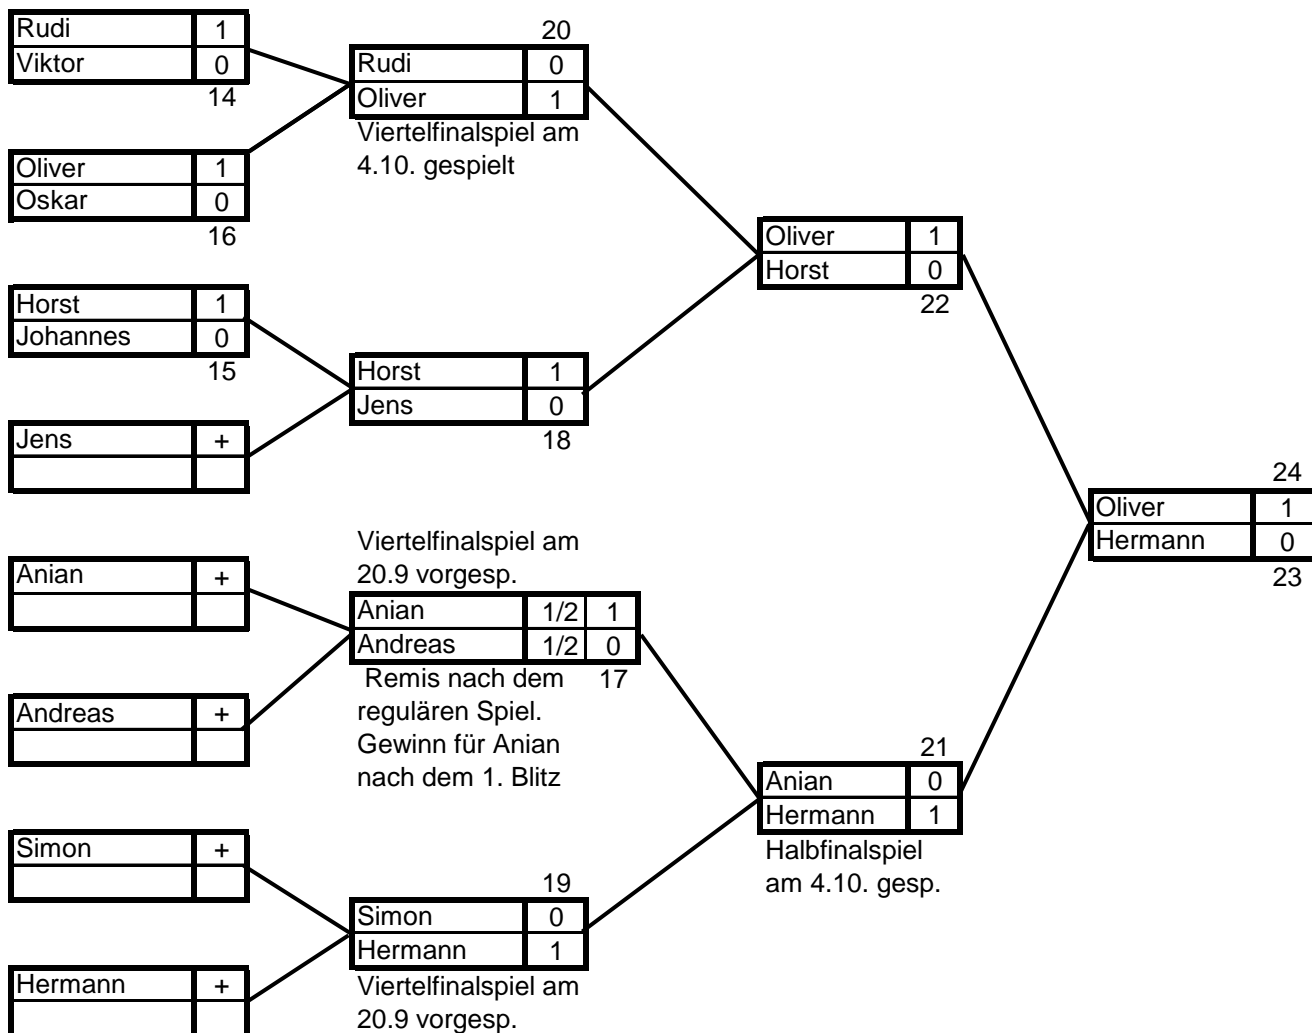 Rudi 1
Viktor 0
14
Oliver 1
Oskar 0
16
Horst 1
Johannes 0
15
Jens +
Anian +
Andreas +
Simon +
Hermann +
20
Rudi 0
Oliver 1
Viertelfinalspiel am
4.10. gespielt
Horst 1
Jens 0
18
Viertelfinalspiel am
20.9 vorgesp.
Anian 1/2 1
Andreas 1/2 0
Remis nach dem 17
regulären Spiel.
Gewinn für Anian
nach dem 1. Blitz
19
Simon 0
Hermann 1
Viertelfinalspiel am
20.9 vorgesp.
Oliver 1
Horst 0
22
21
Anian 0
Hermann 1
Halbfinalspiel
am 4.10. gesp.
24
Oliver 1
Hermann 0
23